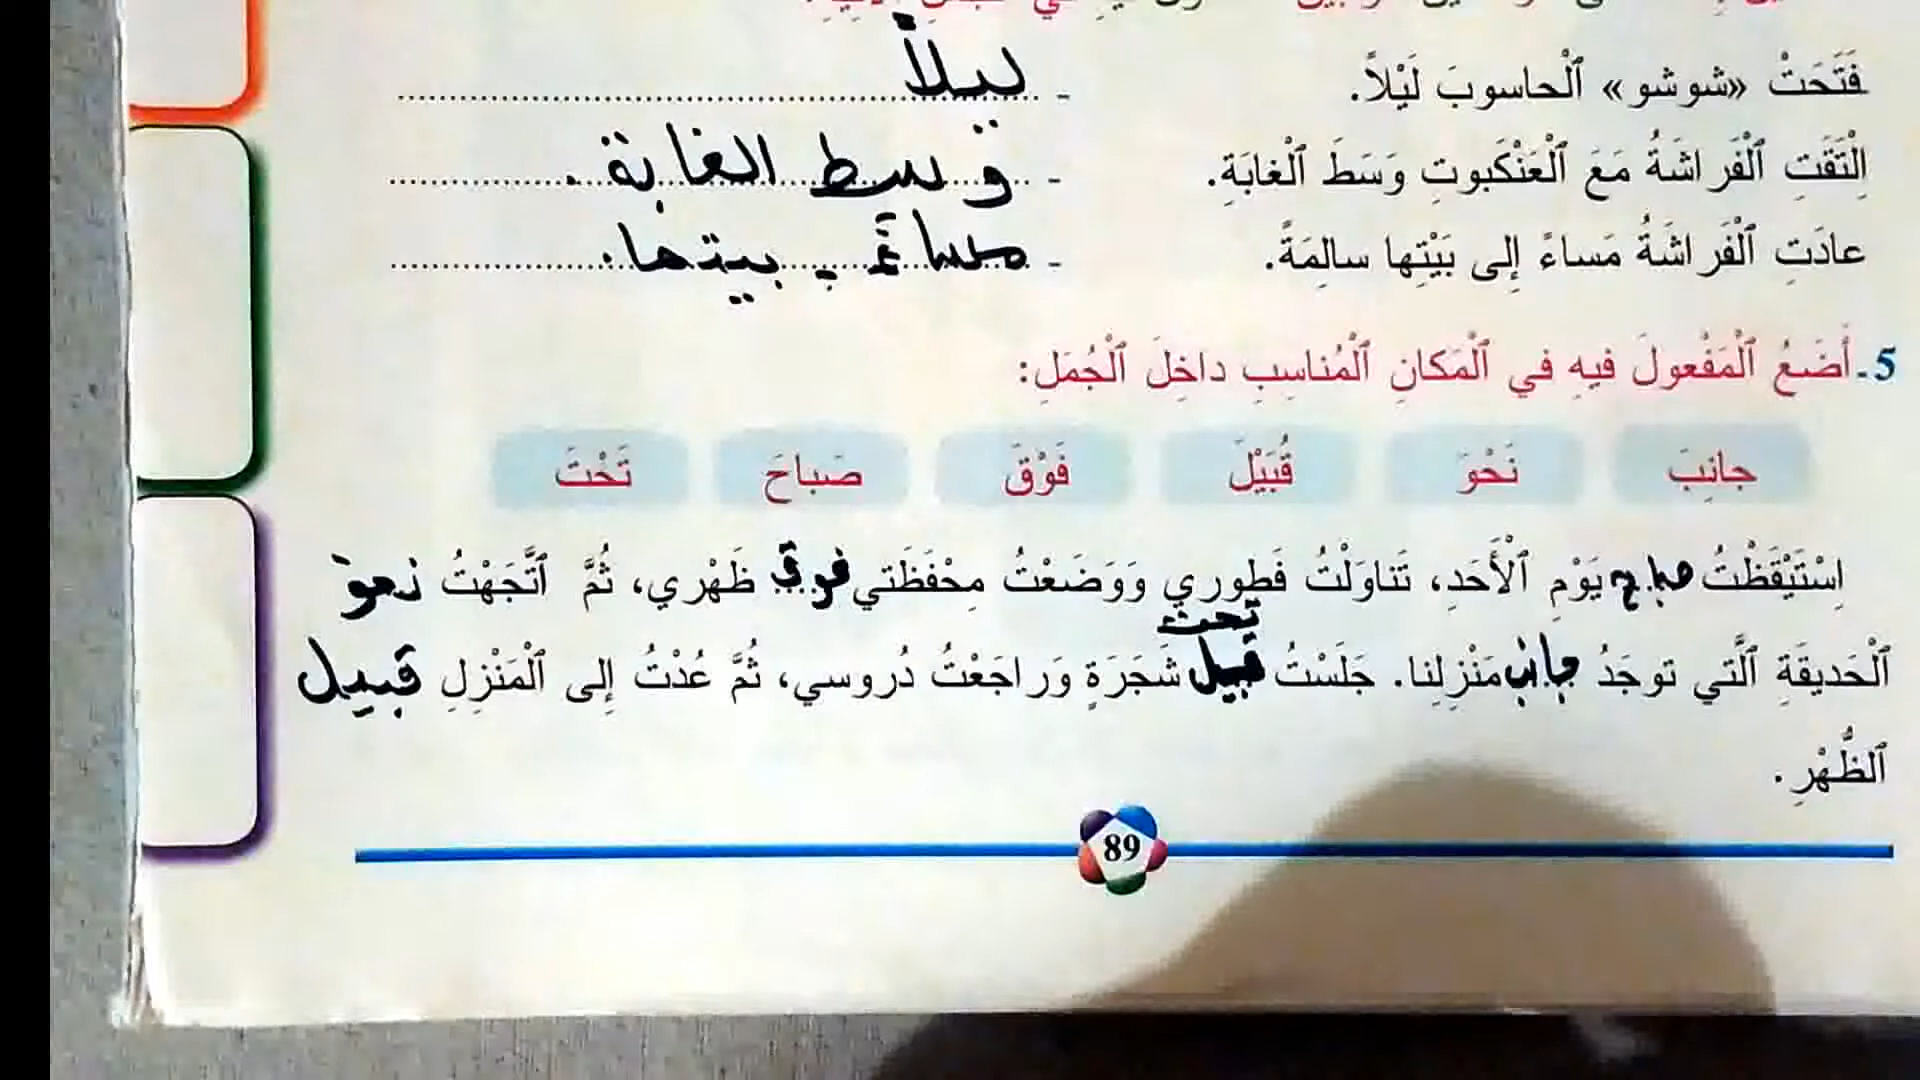 فَتَحَتْ «شوشو» ٱلْحاسوبَ لَيْلاً. - ليلاً
اِلْتَقَتِ ٱلْفَراشَةُ مَعَ ٱلْعَنْكَبوتِ وَسَطَ ٱلْغابَةِ. - وسط الغابة.
عادَتِ ٱلْفَراشَةُ مَساءً إِلى بَيْتِها سالِمَةً. - بيتها.
5. أَضَعُ ٱلْمَفْعولَ فيهِ في ٱلْمَكانِ ٱلْمُناسِبِ داخِلَ ٱلْجُمَلِ:
جانِبَ نَحْوَ قُبَيْلَ فَوْقَ صَباحَ تَحْتَ
اِسْتَيْقَظْتُ صباح يَوْمِ ٱلْأَحَدِ، تَناوَلْتُ فَطوري وَوَضَعْتُ مِحْفَظَتي فوق ظَهْري، ثُمَّ ٱتَّجَهْتُ نحو
تحت
ٱلْحَديقَةِ ٱلَّتي توجَدُ جانب مَنْزِلِنا. جَلَسْتُ قبيل شَجَرَةٍ وَراجَعْتُ دُروسي، ثُمَّ عُدْتُ إِلى ٱلْمَنْزِلِ قبيل
ٱلظُّهْرِ.
89